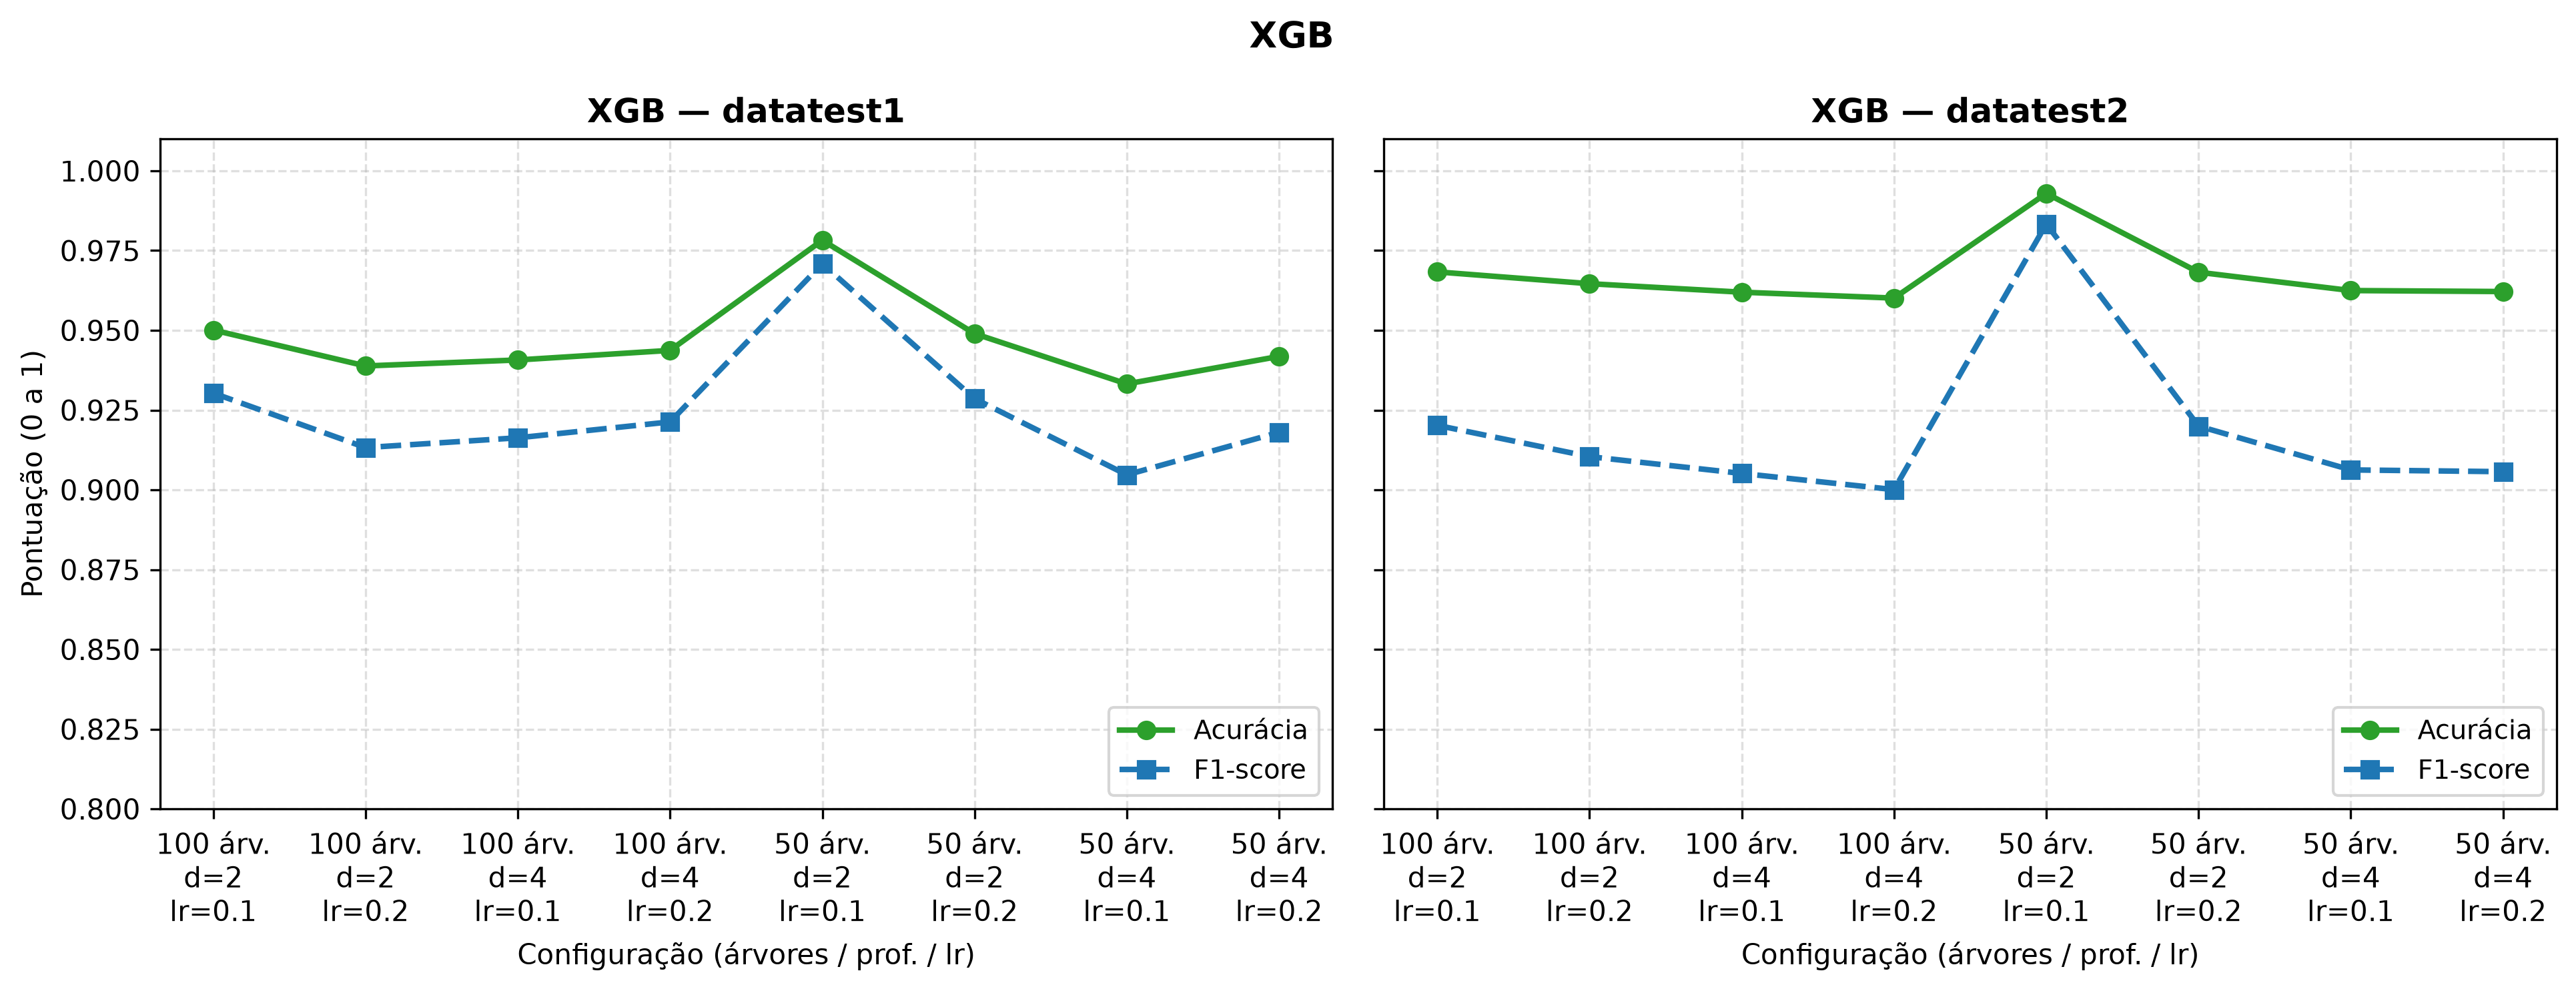 XGB
XGB — datatest1
Pontuação (0 a 1)
1.000
0.975
0.950
0.925
0.900
0.875
0.850
0.825
0.800
Acurácia
F1-score
100 árv. 100 árv. 100 árv. 100 árv. 50 árv. 50 árv. 50 árv. 50 árv.
d=2 d=2 d=4 d=4 d=2 d=2 d=4 d=4
lr=0.1 lr=0.2 lr=0.1 lr=0.2 lr=0.1 lr=0.2 lr=0.1 lr=0.2
Configuração (árvores / prof. / lr)
XGB — datatest2
Acurácia
F1-score
100 árv. 100 árv. 100 árv. 100 árv. 50 árv. 50 árv. 50 árv. 50 árv.
d=2 d=2 d=4 d=4 d=2 d=2 d=4 d=4
lr=0.1 lr=0.2 lr=0.1 lr=0.2 lr=0.1 lr=0.2 lr=0.1 lr=0.2
Configuração (árvores / prof. / lr)